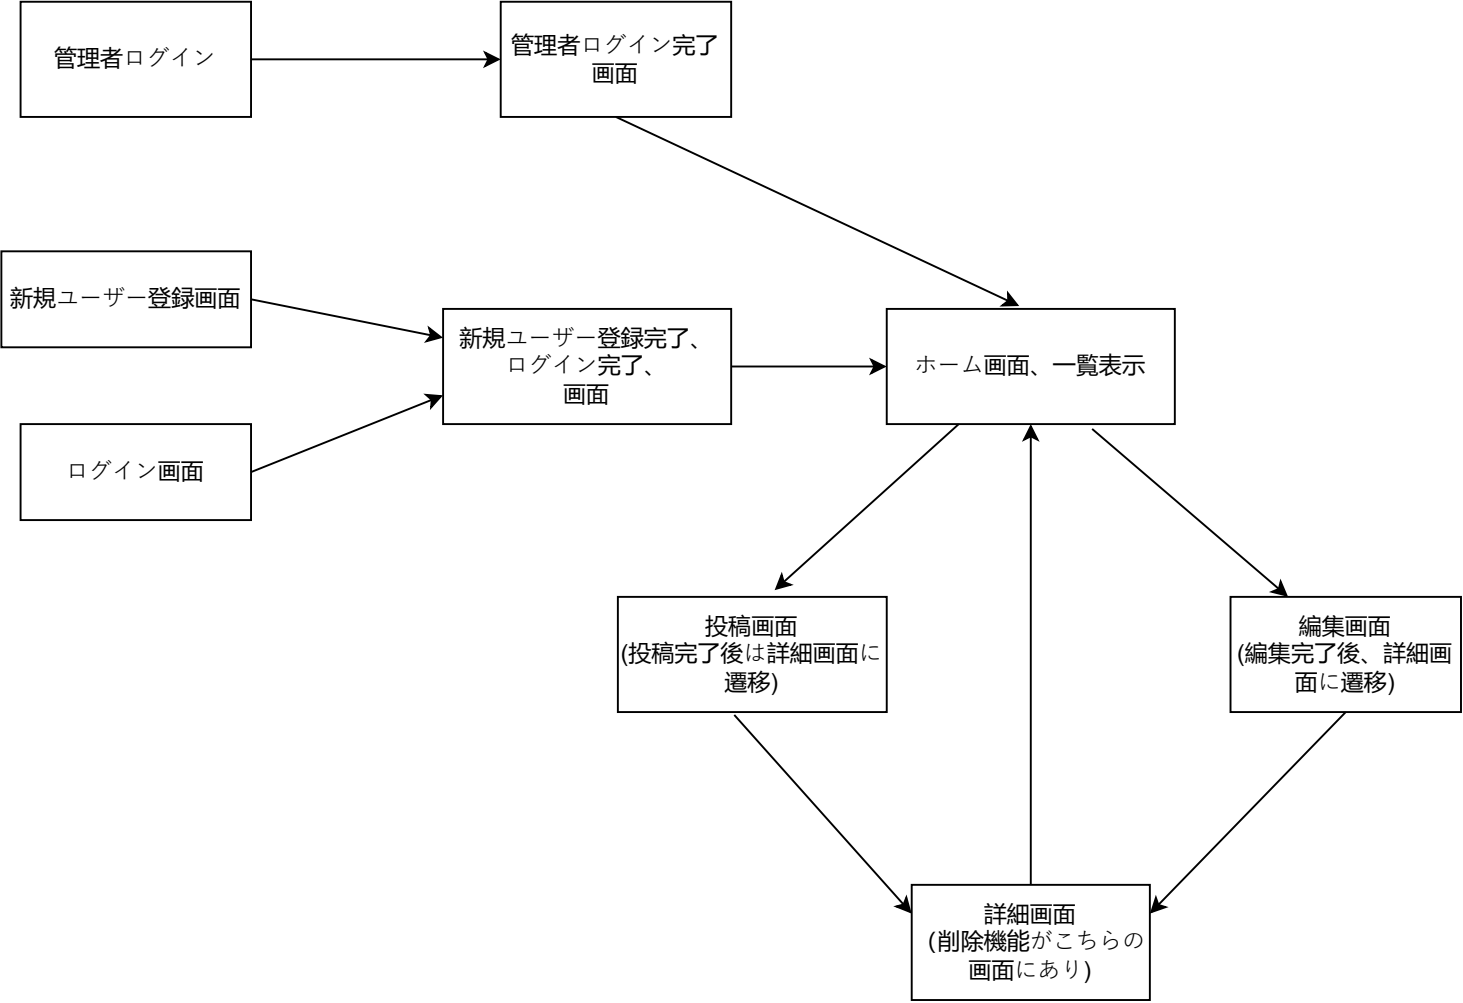 管理者ログイン
管理者ログイン完了
画面
新規ユーザー登録画面
新規ユーザー登録完了、
ログイン完了、
画面
ホーム画面、一覧表示
ログイン画面
投稿画面
(投稿完了後は詳細画面に
遷移)
編集画面
(編集完了後、詳細画
面に遷移)
詳細画面
(削除機能がこちらの
画面にあり)